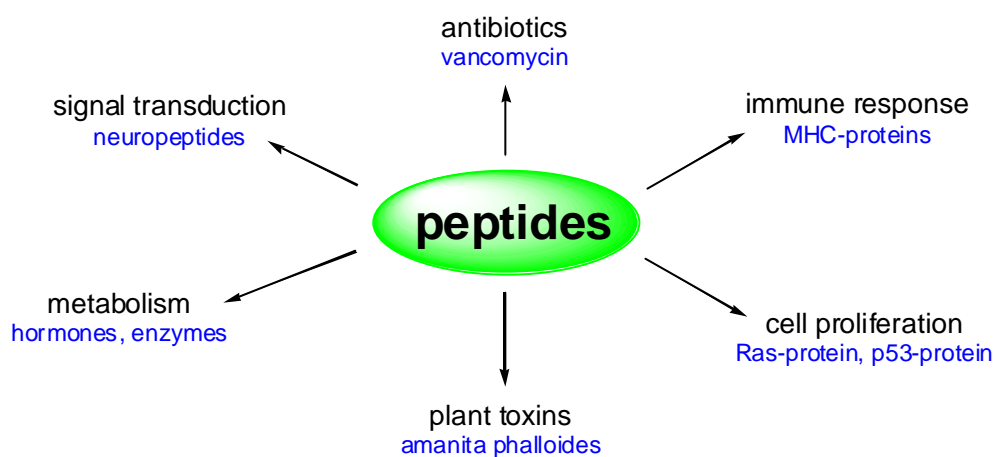 antibiotics
vancomycin
signal transduction
neuropeptides
immune response
MHC-proteins
peptides
metabolism
hormones, enzymes
cell proliferation
Ras-protein, p53-protein
plant toxins
amanita phalloides